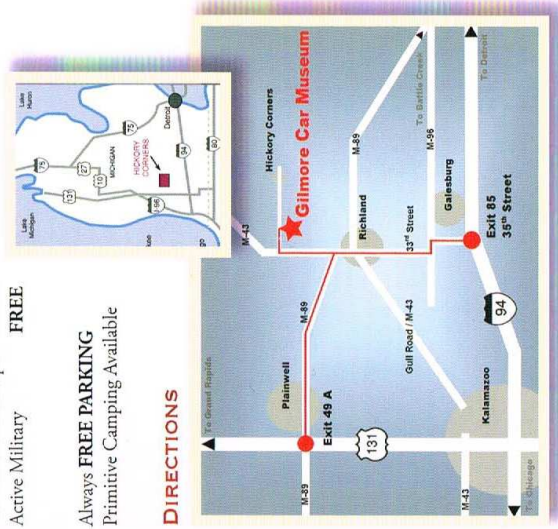 Active Military FREE
Always FREE PARKING
Primitive Camping Available
DIRECTIONS
Lake
Huron
Lake
Michigan
75
131
27
10
75
MICHIGAN
HICKORY
CORNERS
Detroit
94
80
To Grand Rapids
M-43
Hickory Corners
Gilmore Car Museum
Plainwell
M-89
Richland
M-89
To Battle Creek
M-89
Exit 49 A
131
33rd Street
M-96
Gull Road / M-43
Galesburg
To Detroit
Exit 85
35th Street
M-43
Kalamazoo
94
To Chicago